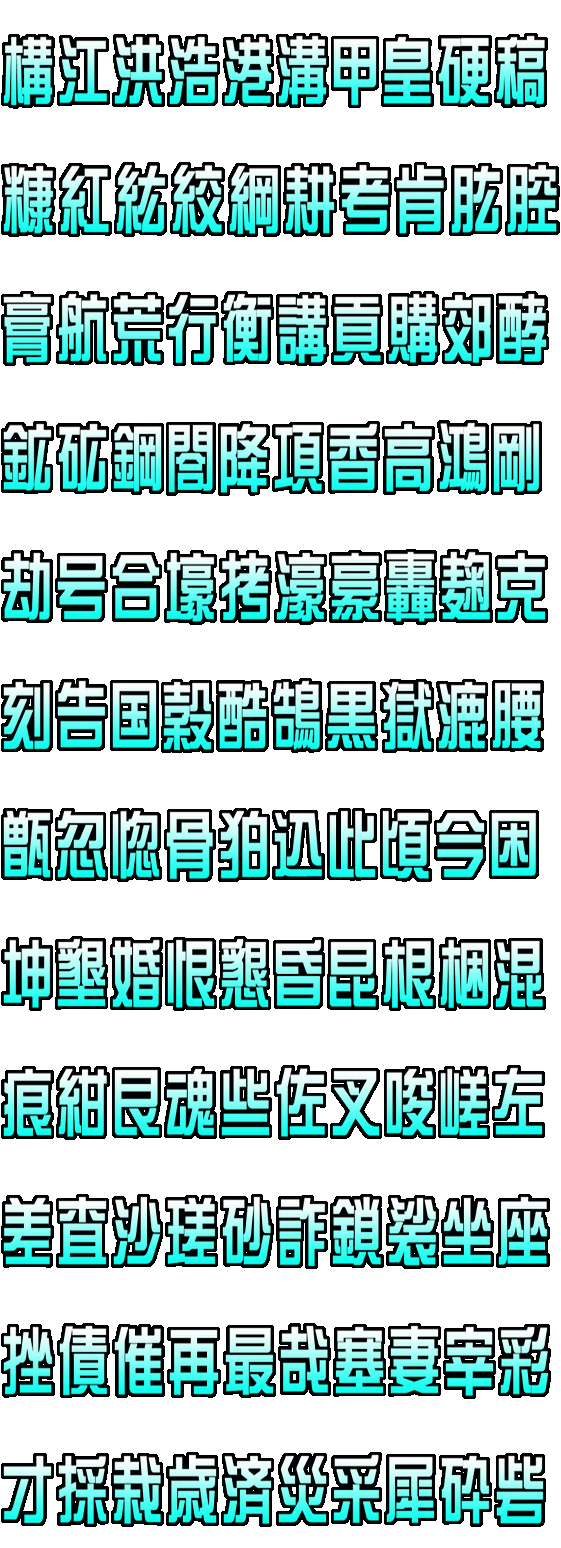 構江洪浩港溝甲皇硬稿
糠紅紘絞綱耕考肯肱腔
膏航荒行衡講貢購郊酵
鉱砿鋼閤降項香高鴻剛
劫号合壕拷濠豪轟麹克
刻告国穀酷鵠黒獄漉腰
甑忽惚骨狛込此頃今困
坤墾婚恨懇昏昆根梱混
痕紺艮魂些佐叉唆嵯左
差査沙瑳砂詐鎖裟坐座
挫債催再最哉塞妻宰彩
才採栽歳済災采犀砕砦